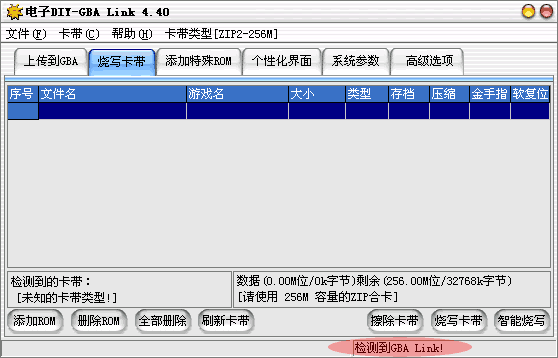 电子DIY-GBA Link 4.40
文件(F) 卡带(C) 帮助(H) 卡带类型[ZIP2-256M]
上传到GBA 烧写卡带 添加特殊ROM 个性化界面 系统参数 高级选项
序号 文件名 游戏名 大小 类型 存档 压缩 金手指 软复位
检测到的卡带： 数据(0.00M位/0k字节)剩余(256.00M位/32768k字节)
[未知的卡带类型!] [请使用 256M 容量的ZIP合卡]
添加ROM 删除ROM 全部删除 刷新卡带 擦除卡带 烧写卡带 智能烧写
检测到GBA Link!